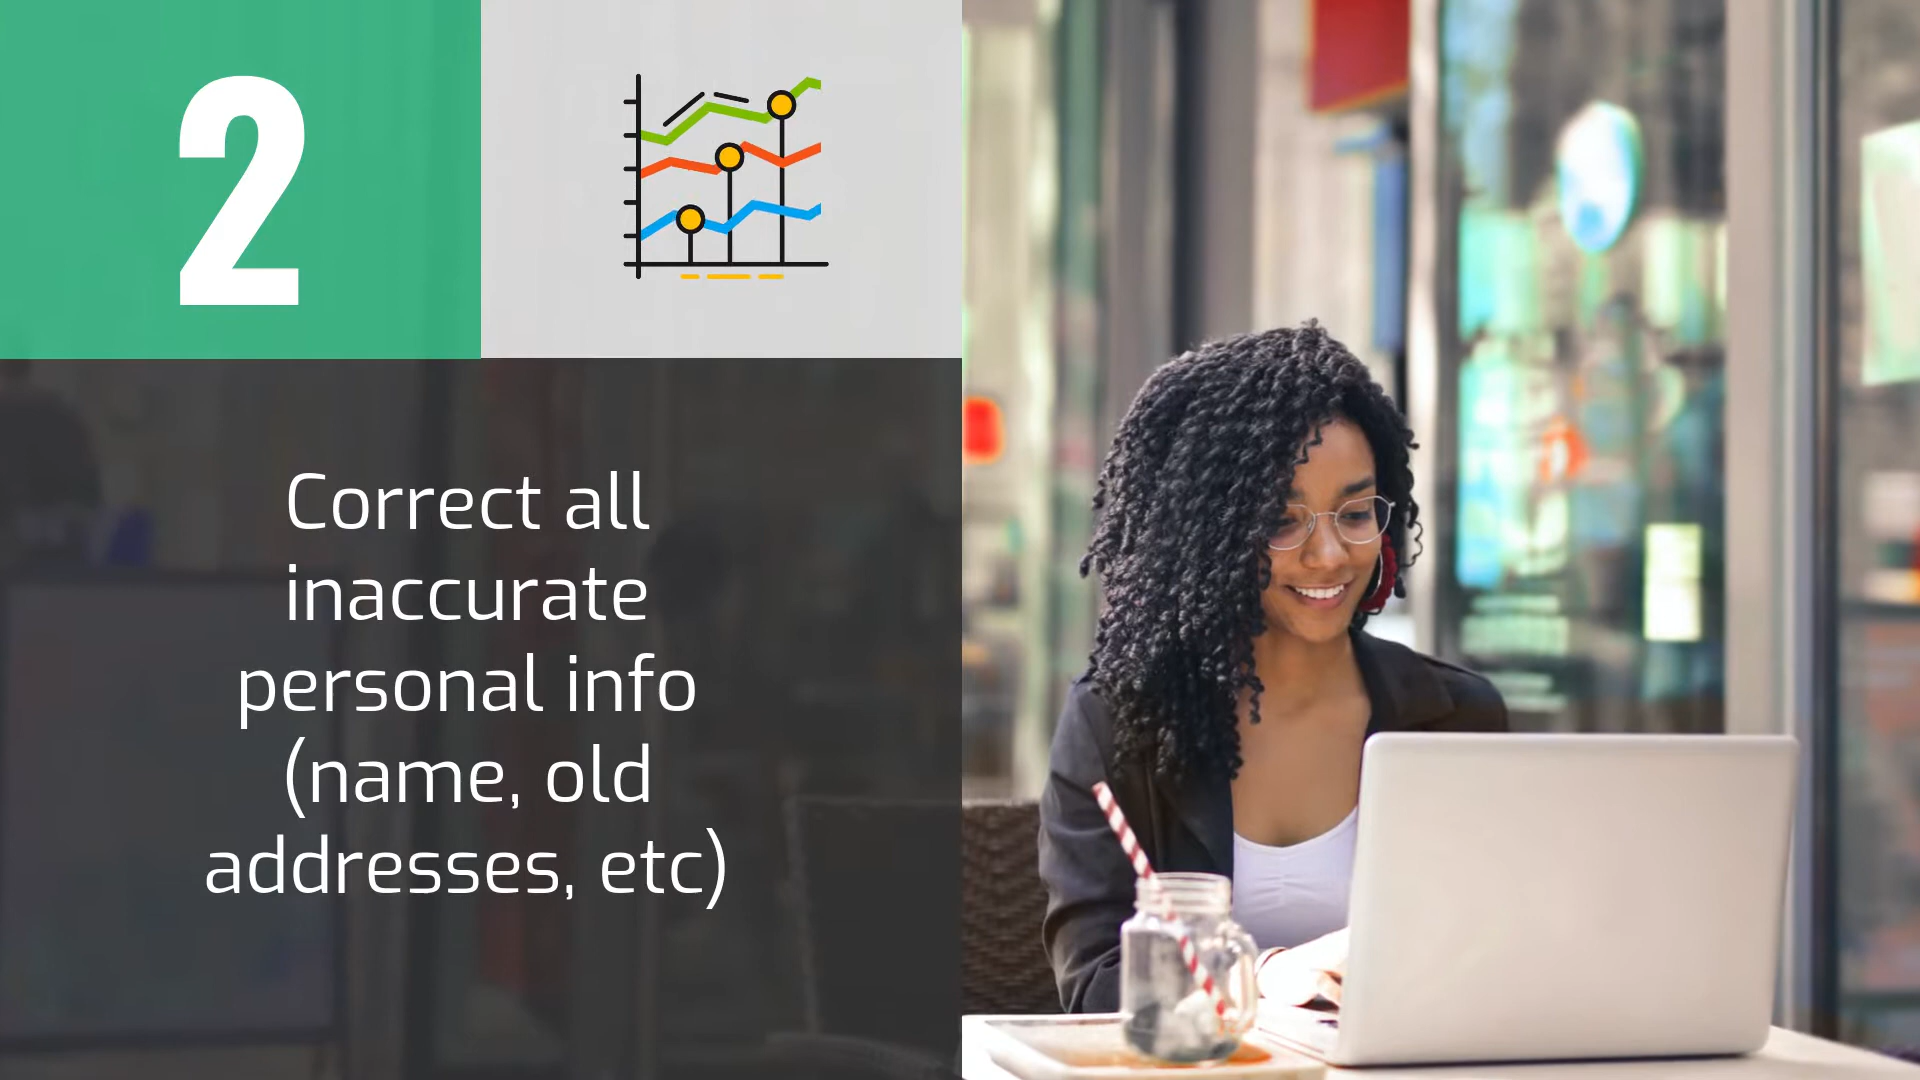 2
Correct all
inaccurate
personal info
(name, old
addresses, etc)